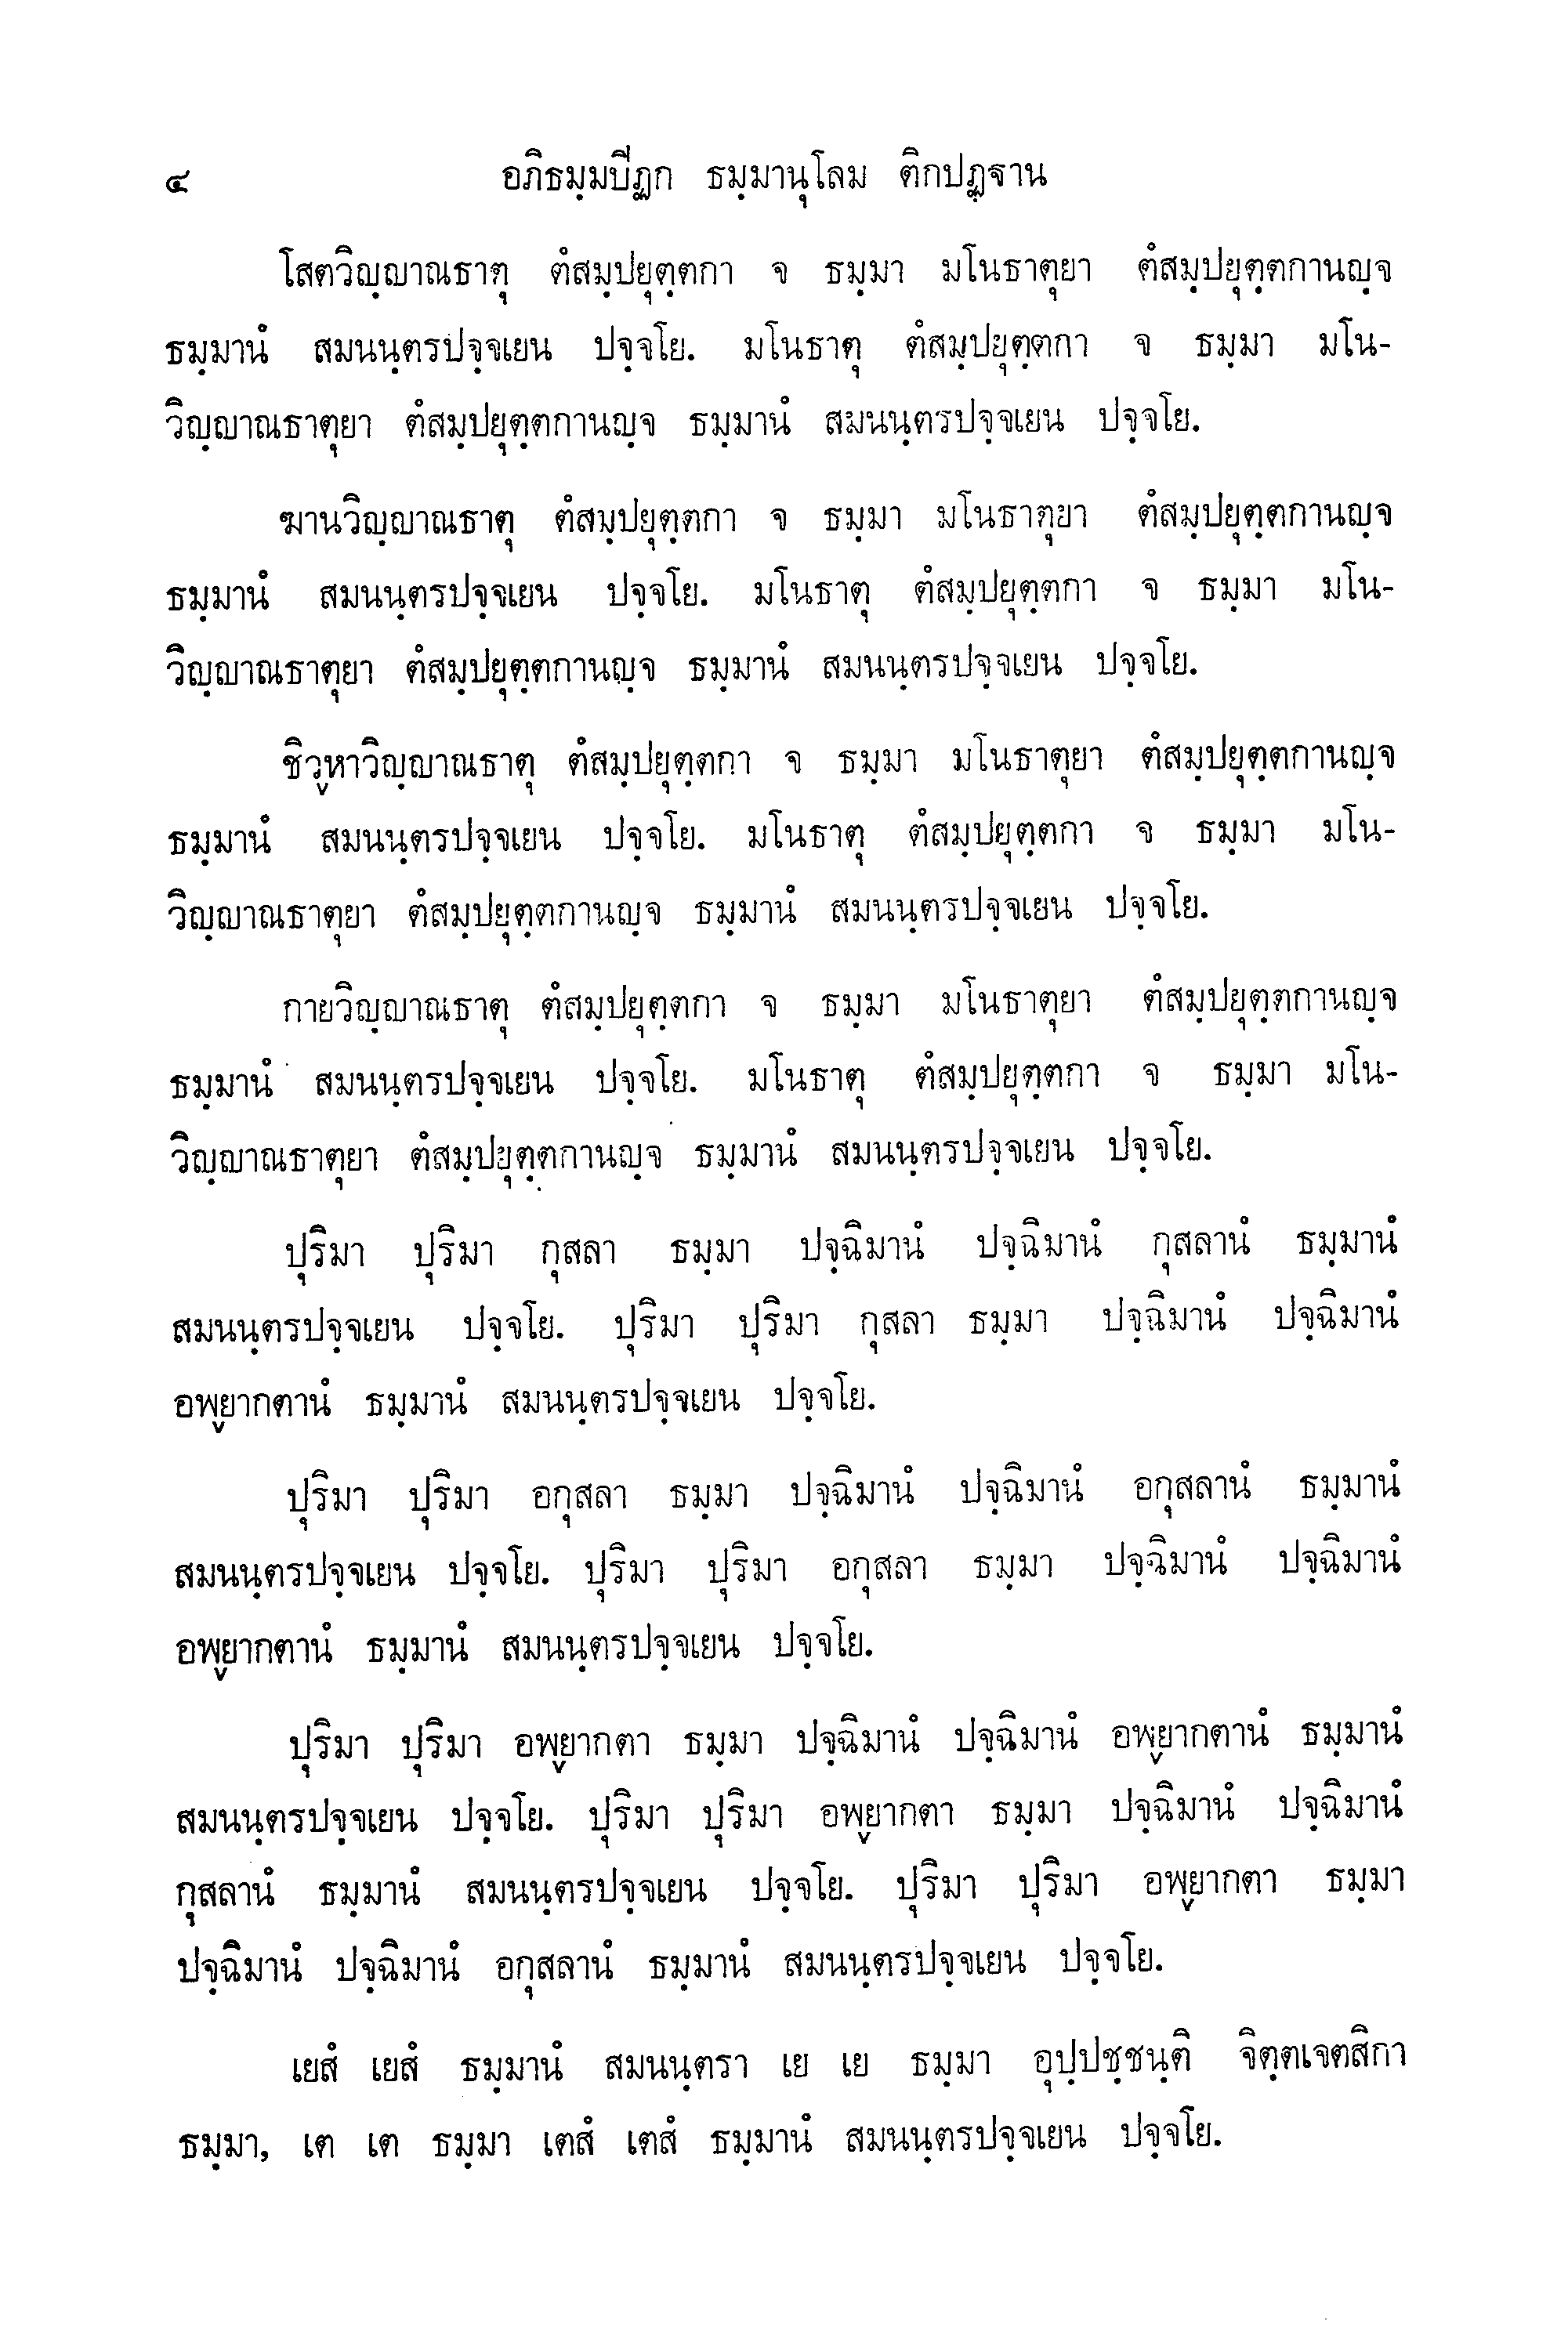 ๔ อภิธมฺมปิฏก ธมฺมานุโลม ติกปฏฺฐาน
โสตวิญฺญาณธาตุ ตํสมฺปยุตฺตกา จ ธมฺมา มโนธาตุยา ตํสมฺปยุตฺตกานญฺจ
ธมฺมานํ สมนนฺตรปจฺจเยน ปจฺจโย. มโนธาตุ ตํสมฺปยุตฺตกา จ ธมฺมา มโน-
วิญฺญาณธาตุยา ตํสมฺปยุตฺตกานญฺจ ธมฺมานํ สมนนฺตรปจฺจเยน ปจฺจโย.
ฆานวิญฺญาณธาตุ ตํสมฺปยุตฺตกา จ ธมฺมา มโนธาตุยา ตํสมฺปยุตฺตกานญฺจ
ธมฺมานํ สมนนฺตรปจฺจเยน ปจฺจโย. มโนธาตุ ตํสมฺปยุตฺตกา จ ธมฺมา มโน-
วิญฺญาณธาตุยา ตํสมฺปยุตฺตกานญฺจ ธมฺมานํ สมนนฺตรปจฺจเยน ปจฺจโย.
ชิวฺหาวิญฺญาณธาตุ ตํสมฺปยุตฺตกา จ ธมฺมา มโนธาตุยา ตํสมฺปยุตฺตกานญฺจ
ธมฺมานํ สมนนฺตรปจฺจเยน ปจฺจโย. มโนธาตุ ตํสมฺปยุตฺตกา จ ธมฺมา มโน-
วิญฺญาณธาตุยา ตํสมฺปยุตฺตกานญฺจ ธมฺมานํ สมนนฺตรปจฺจเยน ปจฺจโย.
กายวิญฺญาณธาตุ ตํสมฺปยุตฺตกา จ ธมฺมา มโนธาตุยา ตํสมฺปยุตฺตกานญฺจ
ธมฺมานํ สมนนฺตรปจฺจเยน ปจฺจโย. มโนธาตุ ตํสมฺปยุตฺตกา จ ธมฺมา มโน-
วิญฺญาณธาตุยา ตํสมฺปยุตฺตกานญฺจ ธมฺมานํ สมนนฺตรปจฺจเยน ปจฺจโย.
ปุริมา ปุริมา กุสลา ธมฺมา ปจฺฉิมานํ ปจฺฉิมานํ กุสลานํ ธมฺมานํ
สมนนฺตรปจฺจเยน ปจฺจโย. ปุริมา ปุริมา กุสลา ธมฺมา ปจฺฉิมานํ ปจฺฉิมานํ
อพฺยากตานํ ธมฺมานํ สมนนฺตรปจฺจเยน ปจฺจโย.
ปุริมา ปุริมา อกุสลา ธมฺมา ปจฺฉิมานํ ปจฺฉิมานํ อกุสลานํ ธมฺมานํ
สมนนฺตรปจฺจเยน ปจฺจโย. ปุริมา ปุริมา อกุสลา ธมฺมา ปจฺฉิมานํ ปจฺฉิมานํ
อพฺยากตานํ ธมฺมานํ สมนนฺตรปจฺจเยน ปจฺจโย.
ปุริมา ปุริมา อพฺยากตา ธมฺมา ปจฺฉิมานํ ปจฺฉิมานํ อพฺยากตานํ ธมฺมานํ
สมนนฺตรปจฺจเยน ปจฺจโย. ปุริมา ปุริมา อพฺยากตา ธมฺมา ปจฺฉิมานํ ปจฺฉิมานํ
กุสลานํ ธมฺมานํ สมนนฺตรปจฺจเยน ปจฺจโย. ปุริมา ปุริมา อพฺยากตา ธมฺมา
ปจฺฉิมานํ ปจฺฉิมานํ อกุสลานํ ธมฺมานํ สมนนฺตรปจฺจเยน ปจฺจโย.
เยสํ เยสํ ธมฺมานํ สมนนฺตรา เย เย ธมฺมา อุปฺปชฺชนฺติ จิตฺตเจตสิกา
ธมฺมา, เต เต ธมฺมา เตสํ เตสํ ธมฺมานํ สมนนฺตรปจฺจเยน ปจฺจโย.